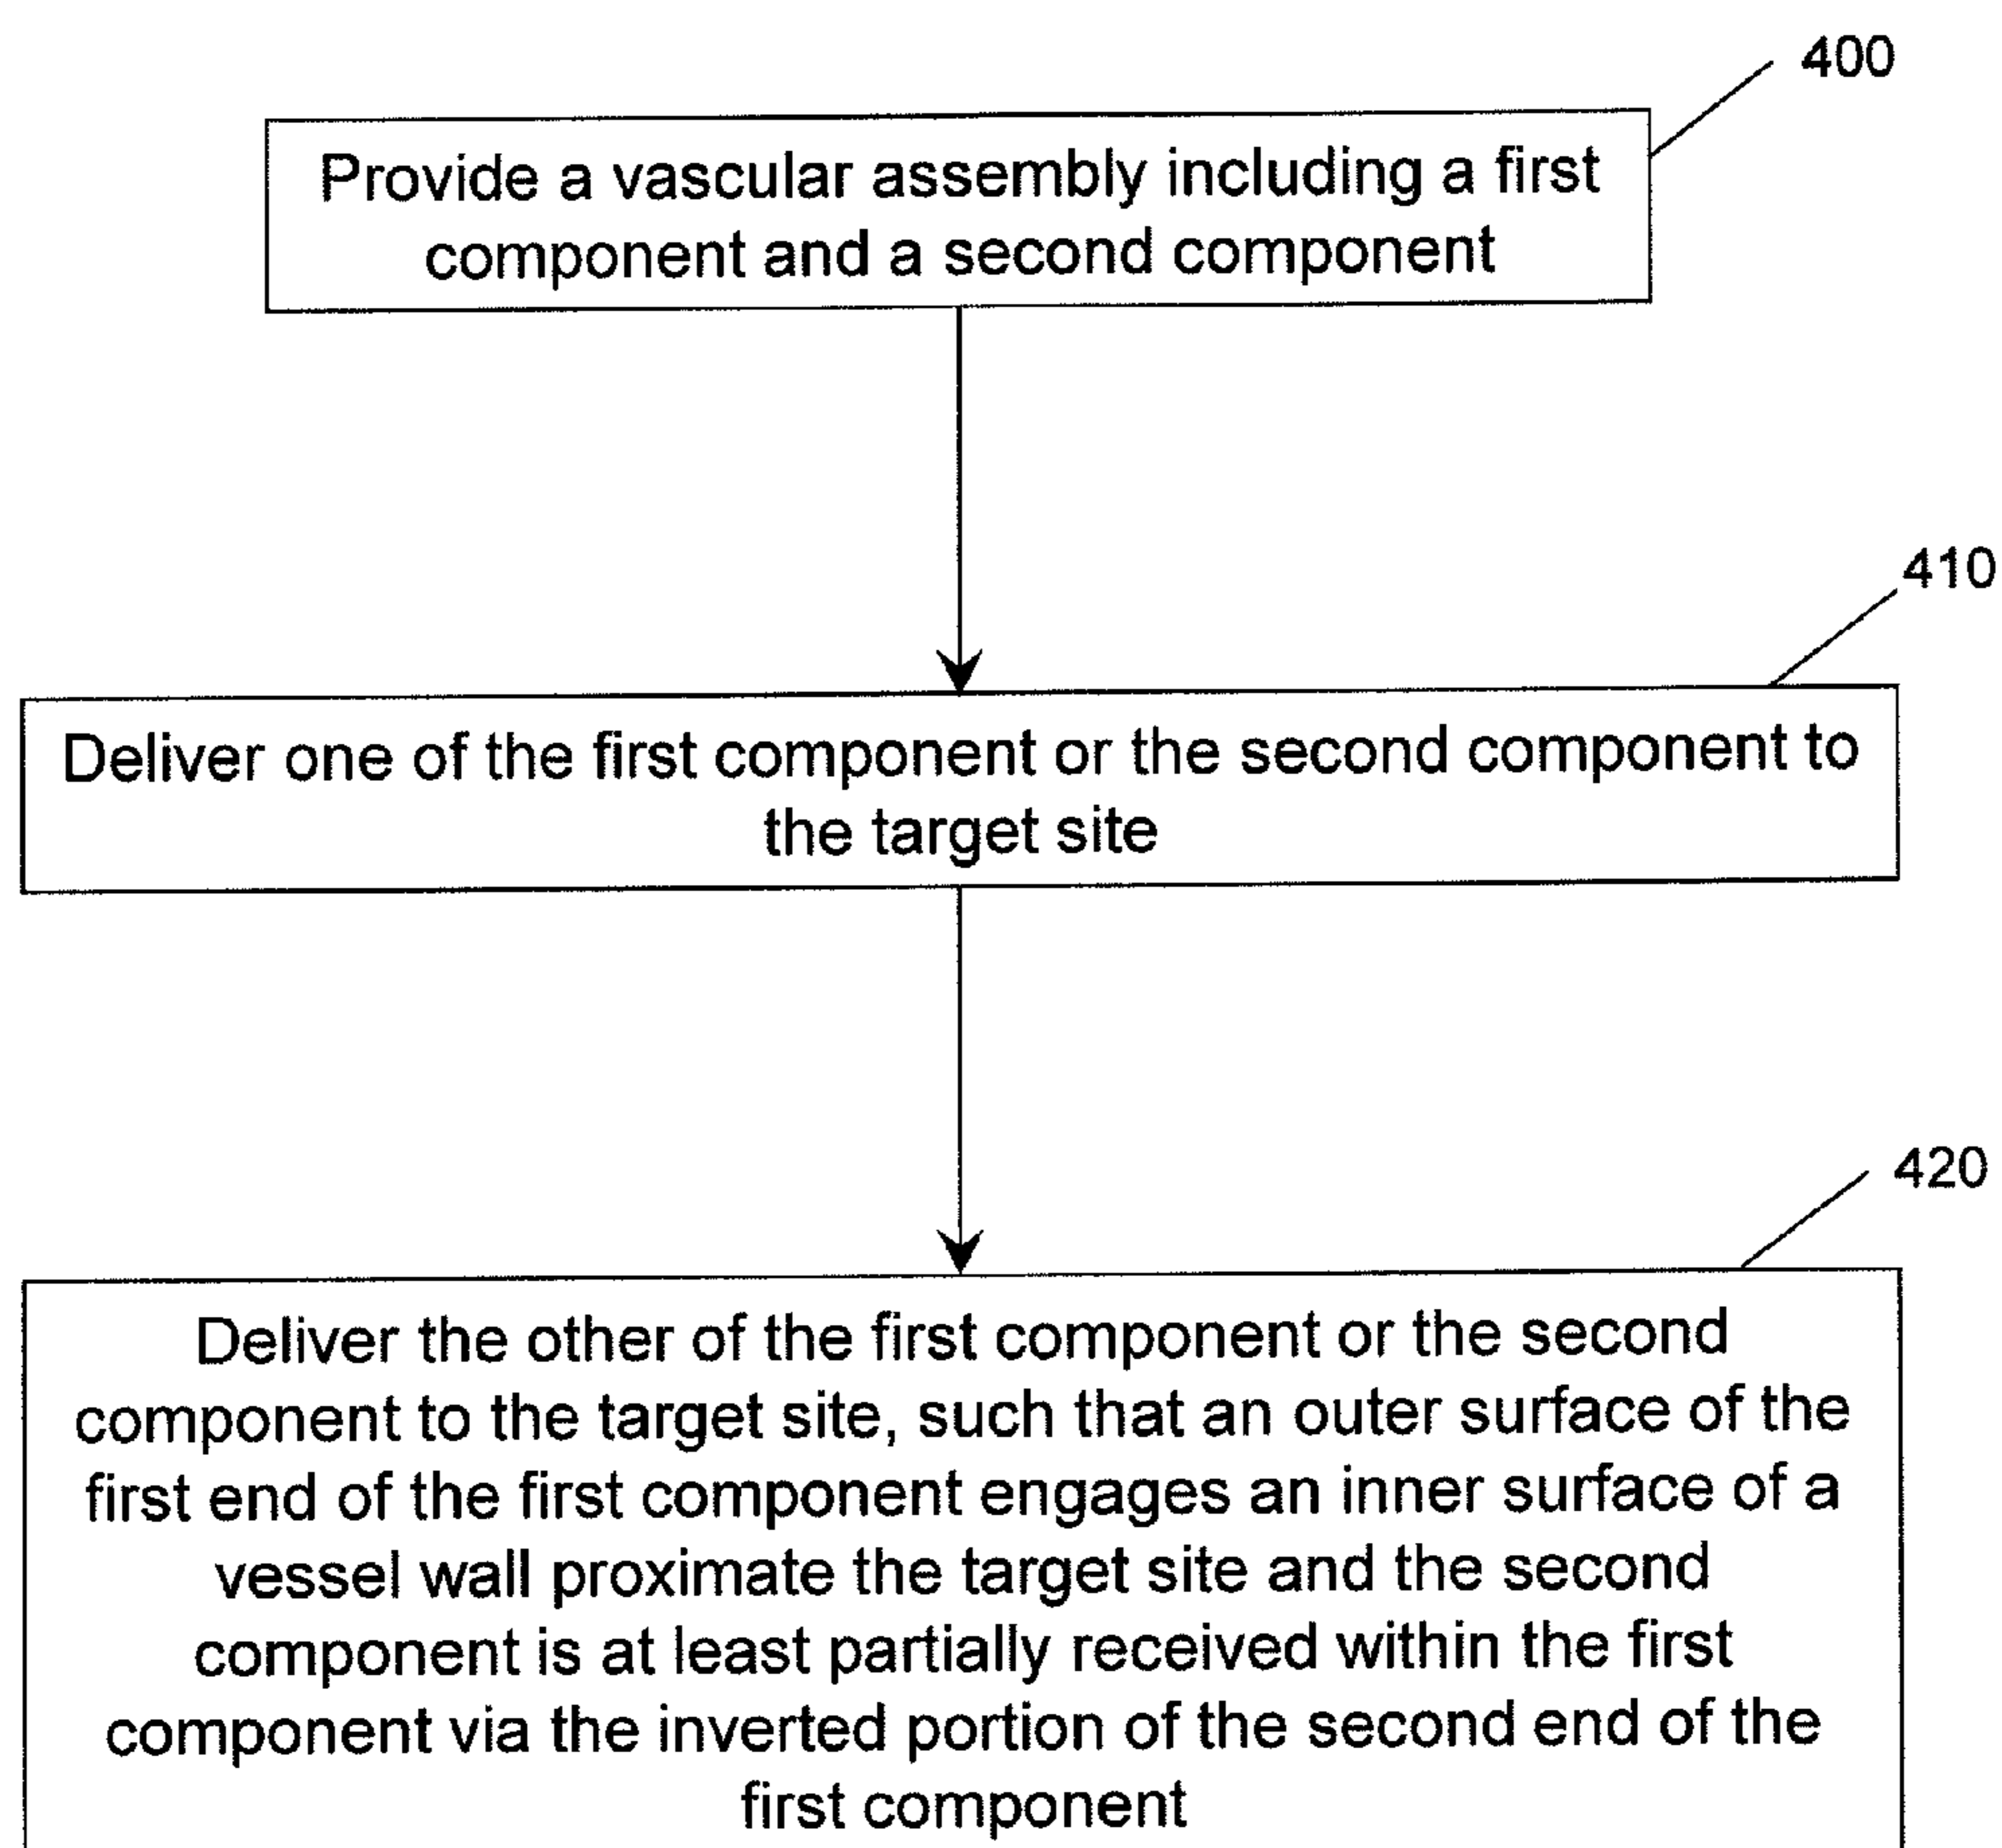 400
Provide a vascular assembly including a first
component and a second component
410
Deliver one of the first component or the second component to
the target site
420
Deliver the other of the first component or the second
component to the target site, such that an outer surface of the
first end of the first component engages an inner surface of a
vessel wall proximate the target site and the second
component is at least partially received within the first
component via the inverted portion of the second end of the
first component